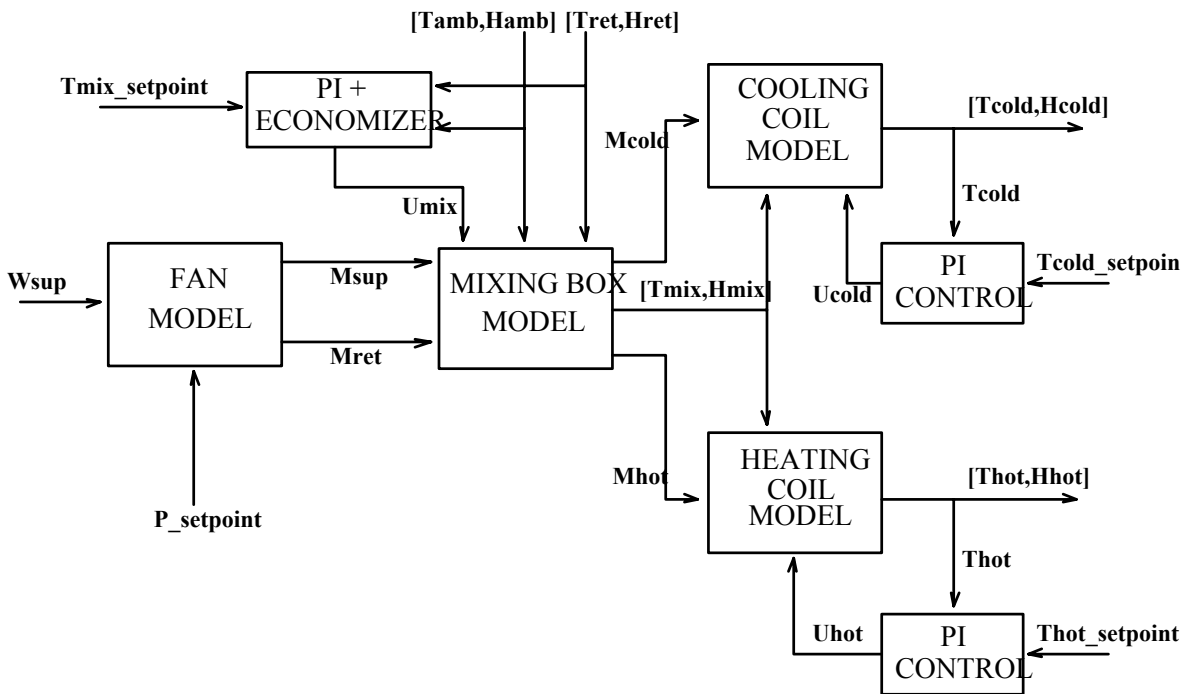 [Tamb,Hamb] [Tret,Hret]
Tmix_setpoint
PI +
ECONOMIZER
COOLING
COIL
MODEL
[Tcold,Hcold]
Mcold
Umix
Tcold
Wsup
FAN
MODEL
Msup
Mret
MIXING BOX
MODEL
[Tmix,Hmix]
Ucold
PI
CONTROL
Tcold_setpoin
P_setpoint
Mhot
HEATING
COIL
MODEL
[Thot,Hhot]
Thot
Uhot
PI
CONTROL
Thot_setpoint